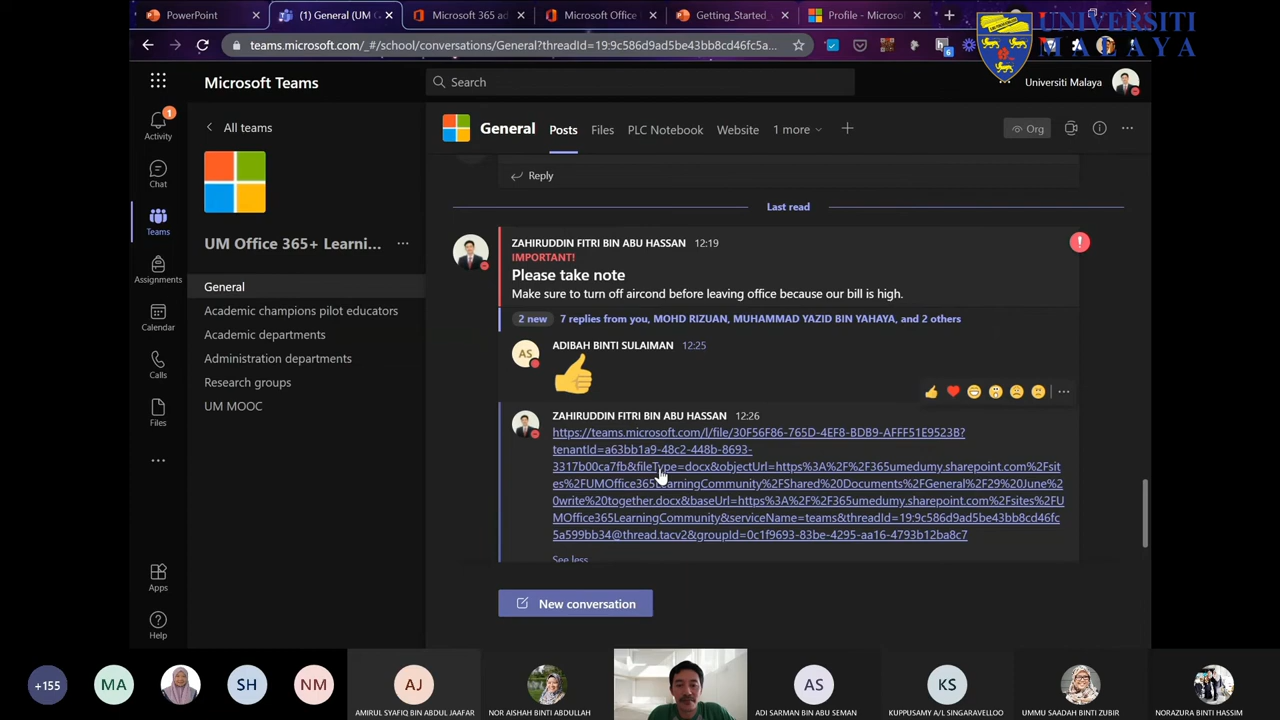 PowerPoint
(1) General (UM O
Microsoft 365 ad
Microsoft Office
Getting_Started_
Profile - Microso
UNIVERSITI
MALAYA
teams.microsoft.com/_#/school/conversations/General?threadId=19:9c586d9ad5be43bb8cd46fc5a...
6
Microsoft Teams
Search
Universiti Malaya
1
Activity
Chat
Teams
Assignments
Calendar
Calls
Files
Apps
Help
All teams
UM Office 365+ Learni...
General
Academic champions pilot educators
Academic departments
Administration departments
Research groups
UM MOOC
General
Posts
Files
PLC Notebook
Website
1 more
Org
Reply
Last read
ZAHIRUDDIN FITRI BIN ABU HASSAN 12:19
IMPORTANT!
Please take note
Make sure to turn off aircond before leaving office because our bill is high.
2 new 7 replies from you, MOHD RIZUAN, MUHAMMAD YAZID BIN YAHAYA, and 2 others
AS
ADIBAH BINTI SULAIMAN 12:25
ZAHIRUDDIN FITRI BIN ABU HASSAN 12:26
https://teams.microsoft.com/l/file/30F56F86-765D-4EF8-BDB9-AFFF51E9523B?
tenantId=a63bb1a9-48c2-448b-8693-
3317b00ca7fb&fileType=docx&objectUrl=https%3A%2F%2F365umedumy.sharepoint.com%2Fsit
es%2FUMOffice365LearningCommunity%2FShared%20Documents%2FGeneral%2F29%20June%2
0write%20together.docx&baseUrl=https%3A%2F%2F365umedumy.sharepoint.com%2Fsites%2FU
MOffice365LearningCommunity&serviceName=teams&threadId=19:9c586d9ad5be43bb8cd46fc
5a599bb34@thread.tacv2&groupId=0c1f9693-83be-4295-aa16-4793b12ba8c7
See less
New conversation
+155
MA
SH
NM
AJ
AS
KS
AMIRUL SYAFIQ BIN ABDUL JAAFAR
NOR AISHAH BINTI ABDULLAH
ADI SARMAN BIN ABU SEMAN
KUPPUSAMY A/L SINGARAVELLOO
UMMU SAADAH BINTI ZUBIR
NORAZURA BINTI HASSIM